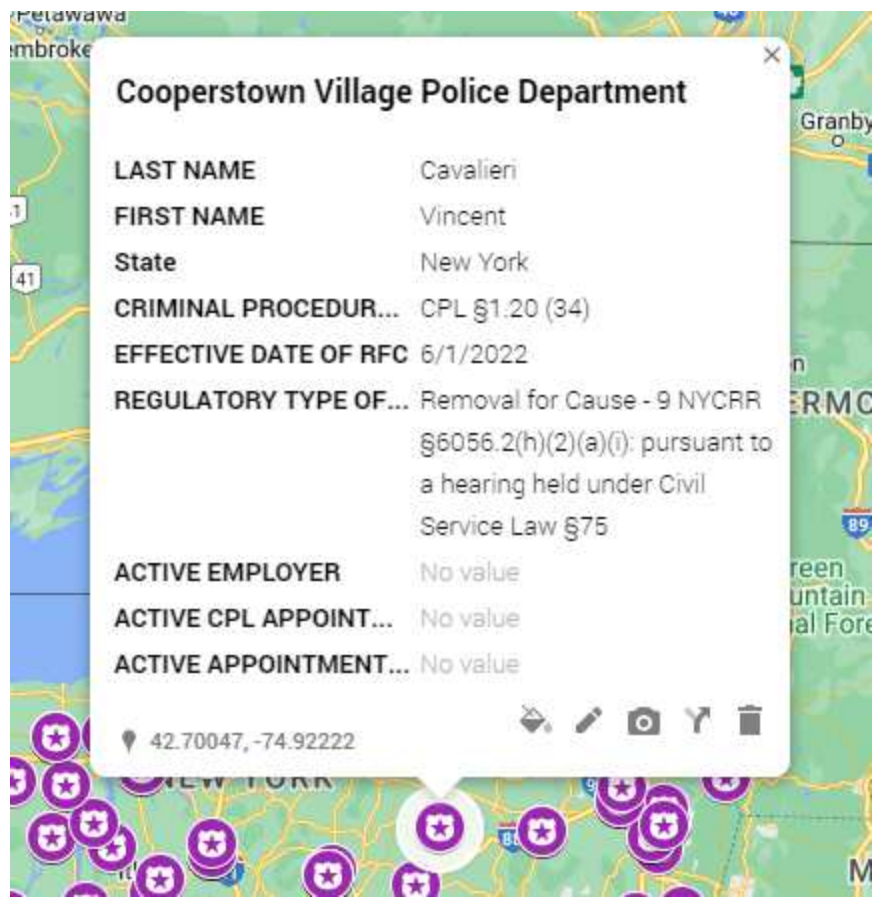 Petawawa
embroke
×
Cooperstown Village Police Department
Granby
LAST NAME Cavalieri
FIRST NAME Vincent
State New York
41
CRIMINAL PROCEDUR... CPL §1.20 (34)
EFFECTIVE DATE OF RFC 6/1/2022
REGULATORY TYPE OF... Removal for Cause - 9 NYCRR
ERMO
§6056.2(h)(2)(a)(i): pursuant to
a hearing held under Civil
Service Law §75
89
ACTIVE EMPLOYER No value
reen
untain
ACTIVE CPL APPOINT... No value
al Fore
ACTIVE APPOINTMENT... No value
42.70047, -74.92222
NEW YORK
88
M